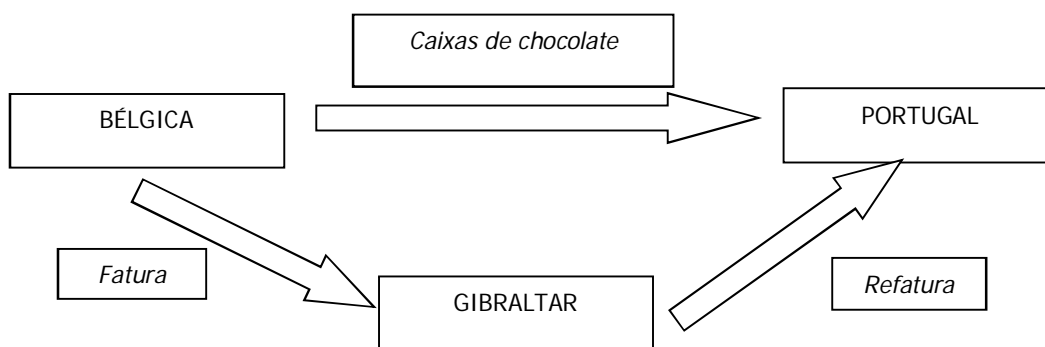 Caixas de chocolate
BÉLGICA
PORTUGAL
Fatura
Refatura
GIBRALTAR